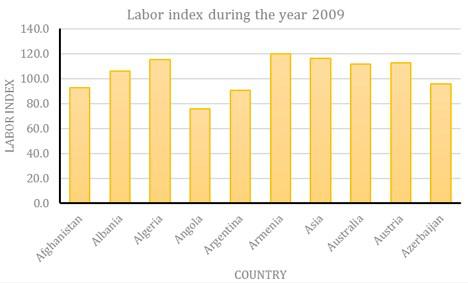 Labor index during the year 2009
LABOR INDEX
140.0
120.0
100.0
80.0
60.0
40.0
20.0
0.0
Afghanistan
Albania
Algeria
Angola
Argentina
Armenia
Asia
Australia
Austria
Azerbaijan
COUNTRY